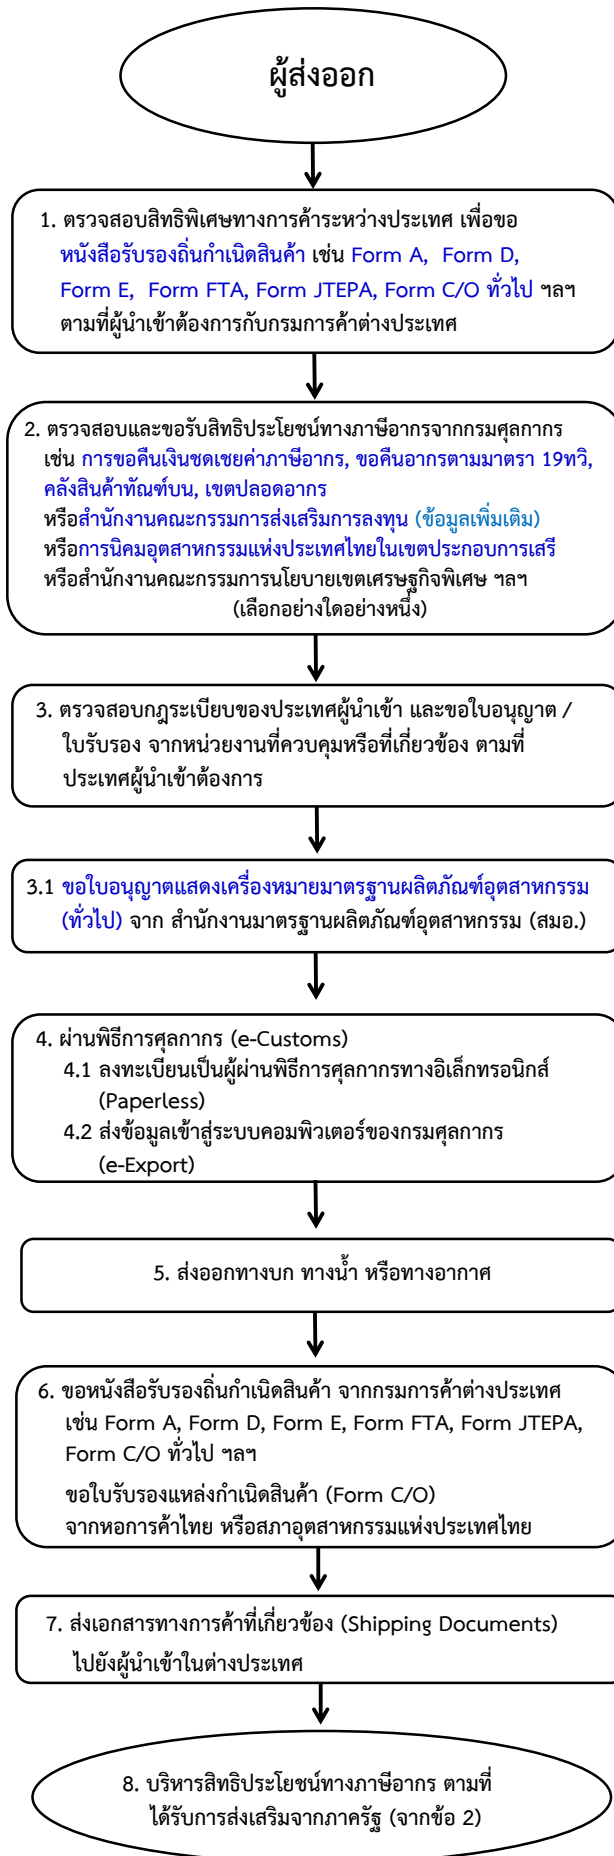 ผู้ส่งออก
1. ตรวจสอบสิทธิพิเศษทางการค้าระหว่างประเทศ เพื่อขอ
หนังสือรับรองถิ่นกำเนิดสินค้า เช่น Form A, Form D,
Form E, Form FTA, Form JTEPA, Form C/O ทั่วไป ฯลฯ
ตามที่ผู้นำเข้าต้องการกับกรมการค้าต่างประเทศ
2. ตรวจสอบและขอรับสิทธิประโยชน์ทางภาษีอากรจากกรมศุลกากร
เช่น การขอคืนเงินชดเชยค่าภาษีอากร, ขอคืนอากรตามมาตรา 19ทวิ,
คลังสินค้าทัณฑ์บน, เขตปลอดอากร
หรือสำนักงานคณะกรรมการส่งเสริมการลงทุน (ข้อมูลเพิ่มเติม)
หรือการนิคมอุตสาหกรรมแห่งประเทศไทยในเขตประกอบการเสรี
หรือสำนักงานคณะกรรมการนโยบายเขตเศรษฐกิจพิเศษ ฯลฯ
(เลือกอย่างใดอย่างหนึ่ง)
3. ตรวจสอบกฎระเบียบของประเทศผู้นำเข้า และขอใบอนุญาต /
ใบรับรอง จากหน่วยงานที่ควบคุมหรือที่เกี่ยวข้อง ตามที่
ประเทศผู้นำเข้าต้องการ
3.1 ขอใบอนุญาตแสดงเครื่องหมายมาตรฐานผลิตภัณฑ์อุตสาหกรรม
(ทั่วไป) จาก สำนักงานมาตรฐานผลิตภัณฑ์อุตสาหกรรม (สมอ.)
4. ผ่านพิธีการศุลกากร (e-Customs)
4.1 ลงทะเบียนเป็นผู้ผ่านพิธีการศุลกากรทางอิเล็กทรอนิกส์
(Paperless)
4.2 ส่งข้อมูลเข้าสู่ระบบคอมพิวเตอร์ของกรมศุลกากร
(e-Export)
5. ส่งออกทางบก ทางน้ำ หรือทางอากาศ
6. ขอหนังสือรับรองถิ่นกำเนิดสินค้า จากกรมการค้าต่างประเทศ
เช่น Form A, Form D, Form E, Form FTA, Form JTEPA,
Form C/O ทั่วไป ฯลฯ
ขอใบรับรองแหล่งกำเนิดสินค้า (Form C/O)
จากหอการค้าไทย หรือสภาอุตสาหกรรมแห่งประเทศไทย
7. ส่งเอกสารทางการค้าที่เกี่ยวข้อง (Shipping Documents)
ไปยังผู้นำเข้าในต่างประเทศ
8. บริหารสิทธิประโยชน์ทางภาษีอากร ตามที่
ได้รับการส่งเสริมจากภาครัฐ (จากข้อ 2)